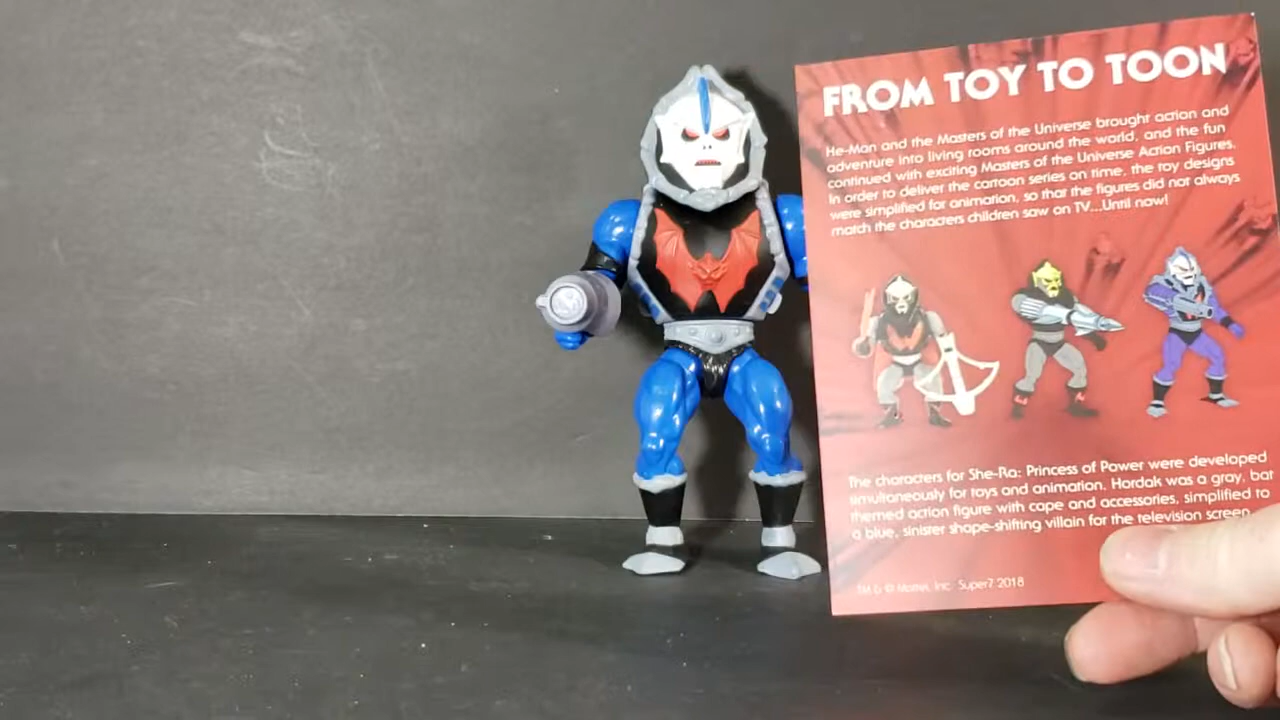 FROM TOY TO TOON
He-Man and the Masters of the Universe brought action and
adventure into living rooms around the world, and the fun
continued with exciting Masters of the Universe Action Figures.
In order to deliver the cartoon series on time, the toy designs
were simplified for animation, so that the figures did not always
match the characters children saw on TV...Until now!
The characters for She-Ra: Princess of Power were developed
simultaneously for toys and animation. Hordak was a gray, bat
themed action figure with cape and accessories, simplified to
a blue, sinister shape-shifting villain for the television screen
TM & © Mattel, Inc. Super7 2018